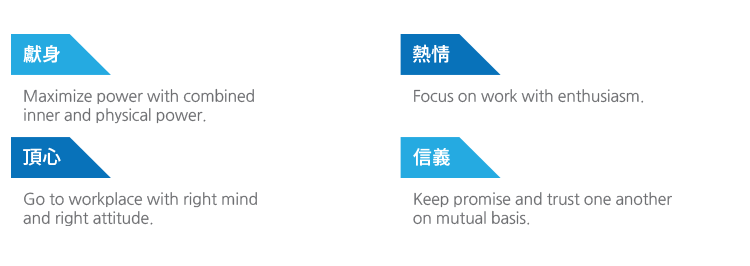 獻身
Maximize power with combined
inner and physical power.
熱情
Focus on work with enthusiasm.
頂心
Go to workplace with right mind
and right attitude.
信義
Keep promise and trust one another
on mutual basis.